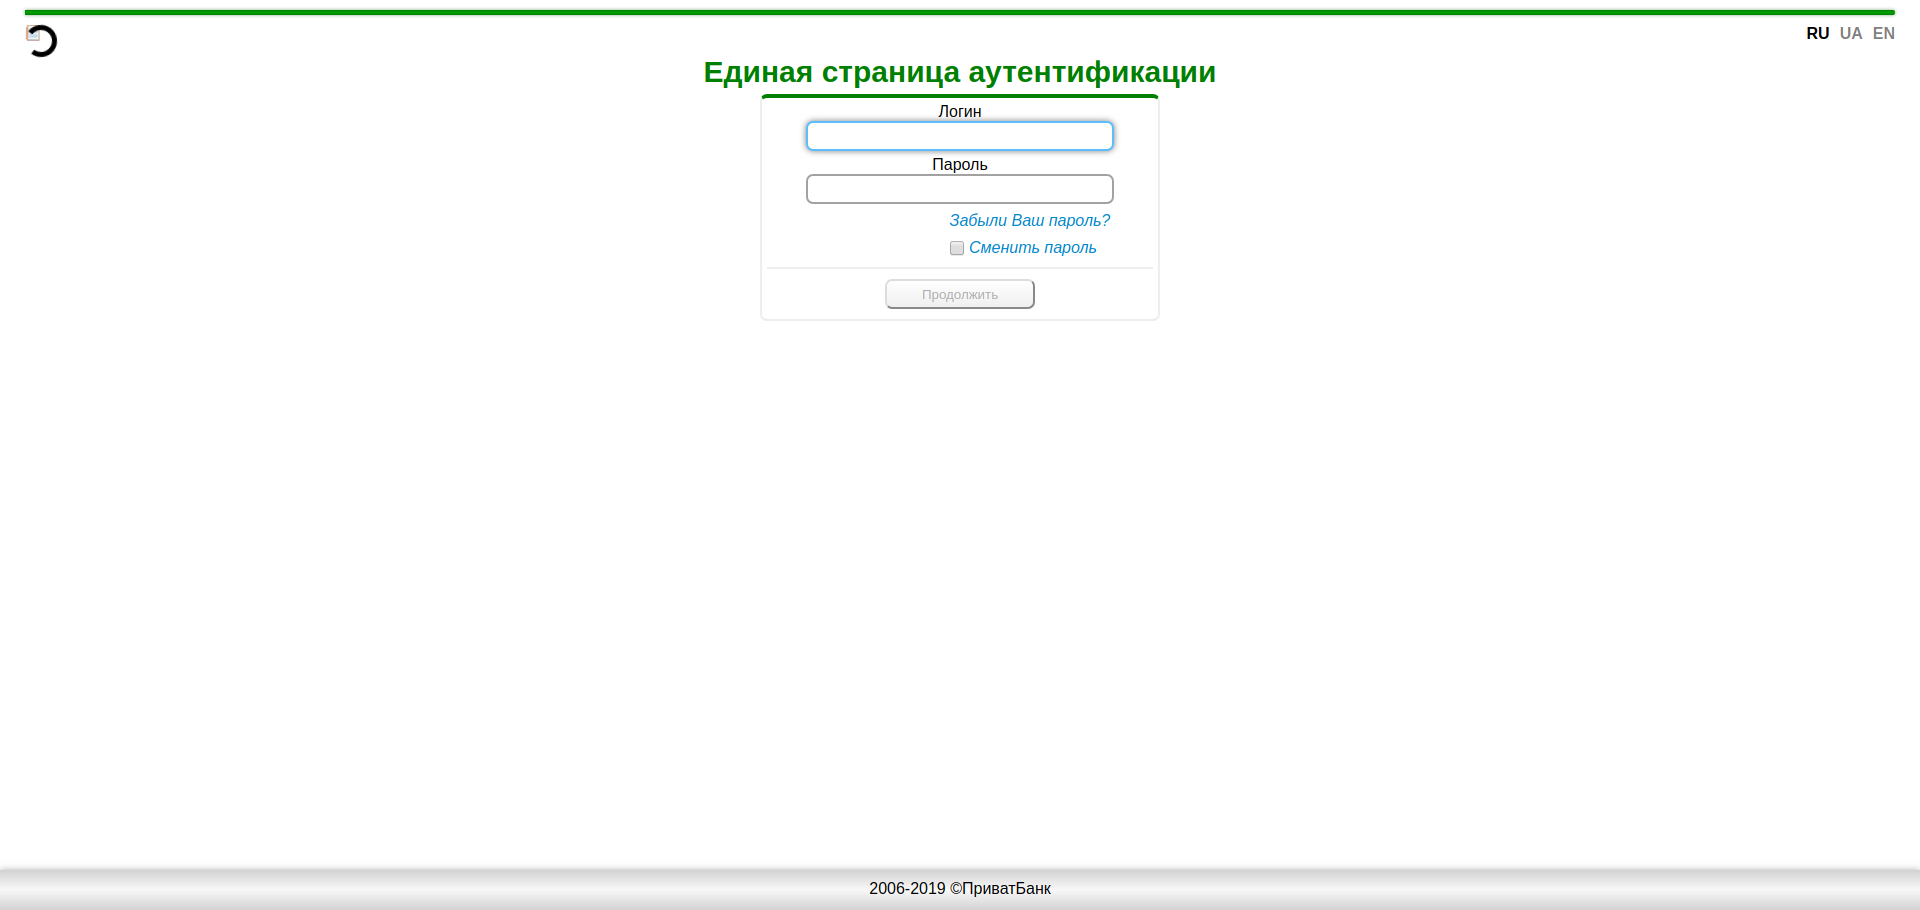 RU UA EN
Единая страница аутентификации
Логин
Пароль
Забыли Ваш пароль?
Сменить пароль
Продолжить
2006-2019 ©ПриватБанк